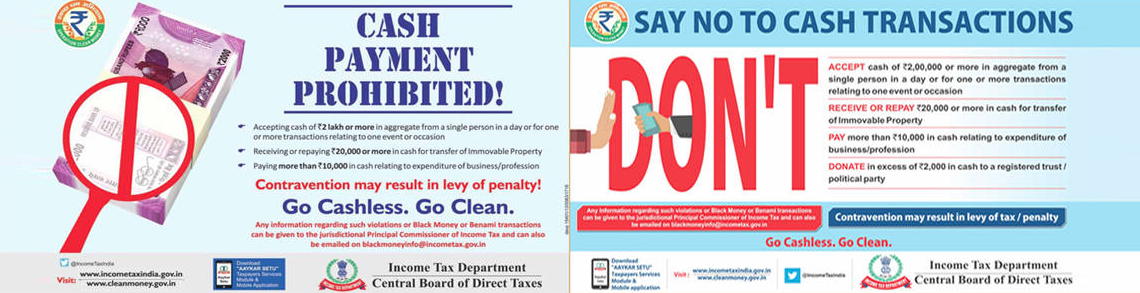 CASH
PAYMENT
PROHIBITED!
Accepting cash of ₹2 lakh or more in aggregate from a single person in a day or for one
or more transactions relating to one event or occasion
Receiving or repaying ₹20,000 or more in cash for transfer of Immovable Property
Paying more than ₹10,000 in cash relating to expenditure of business/profession
Contravention may result in levy of penalty!
Go Cashless. Go Clean.
Any information regarding such violations or Black Money or Benami transactions
can be given to the jurisdictional Principal Commissioner of Income Tax and can also
be emailed on blackmoneyinfo@incometax.gov.in
@IncomeTaxIndia
Visit: www.incometaxindia.gov.in
www.cleanmoney.gov.in
Download
"AAYKAR SETU"
Taxpayers Services
Module &
Mobile Application
Income Tax Department
Central Board of Direct Taxes
SAY NO TO CASH TRANSACTIONS
DON'T
ACCEPT cash of ₹2,00,000 or more in aggregate from a
single person in a day or for one or more transactions
relating to one event or occasion
RECEIVE OR REPAY ₹20,000 or more in cash for transfer
of Immovable Property
PAY more than ₹10,000 in cash relating to expenditure of
business/profession
DONATE in excess of ₹2,000 in cash to a registered trust /
political party
Any Information regarding such violations or Black Money or Benami transactions
can be given to the jurisdictional Principal Commissioner of Income Tax and can also
be emailed on blackmoneyinfo@incometax.gov.in
Contravention may result in levy of tax / penalty
Go Cashless. Go Clean.
Download
"AAYKAR SETU"
Taxpayers Services
Module &
Mobile application
Visit : www.incometaxindia.gov.in
www.cleanmoney.gov.in
@IncomeTaxIndia
Income Tax Department
Central Board of Direct Taxes